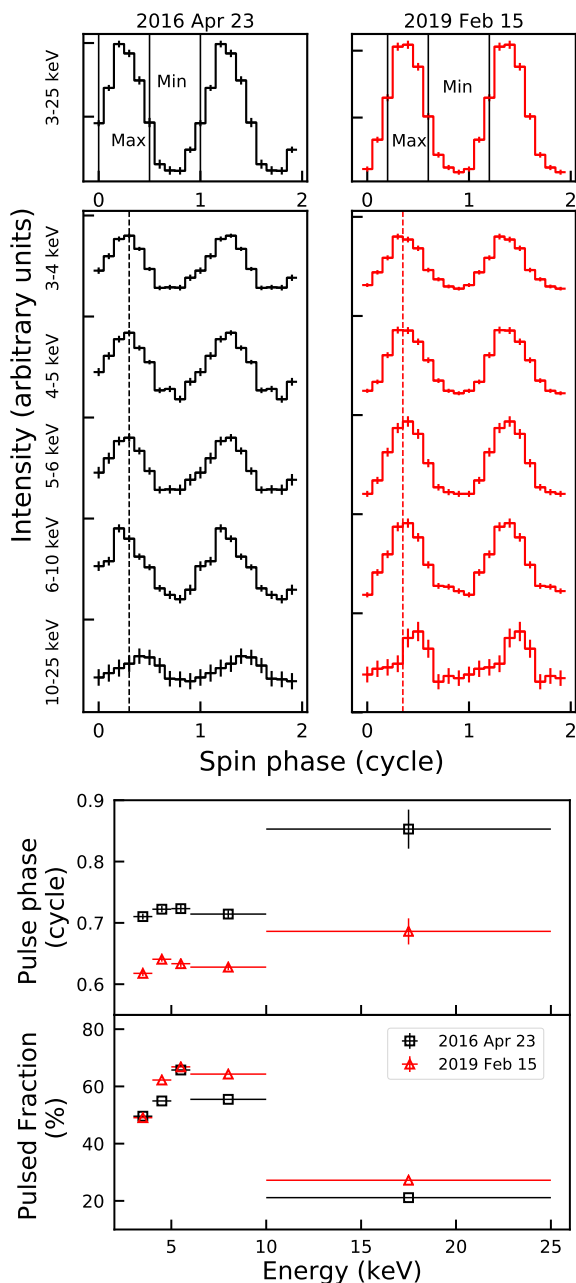 2016 Apr 23
2019 Feb 15
3-25 keV
Max
Min
Max
Min
0
1
2
0
1
2
Intensity (arbitrary units)
3-4 keV
4-5 keV
5-6 keV
6-10 keV
10-25 keV
0
1
2
0
1
2
Spin phase (cycle)
Pulse phase
(cycle)
0.9
0.8
0.7
0.6
Pulsed Fraction
(%)
80
60
40
20
2016 Apr 23
2019 Feb 15
5
10
15
20
25
Energy (keV)